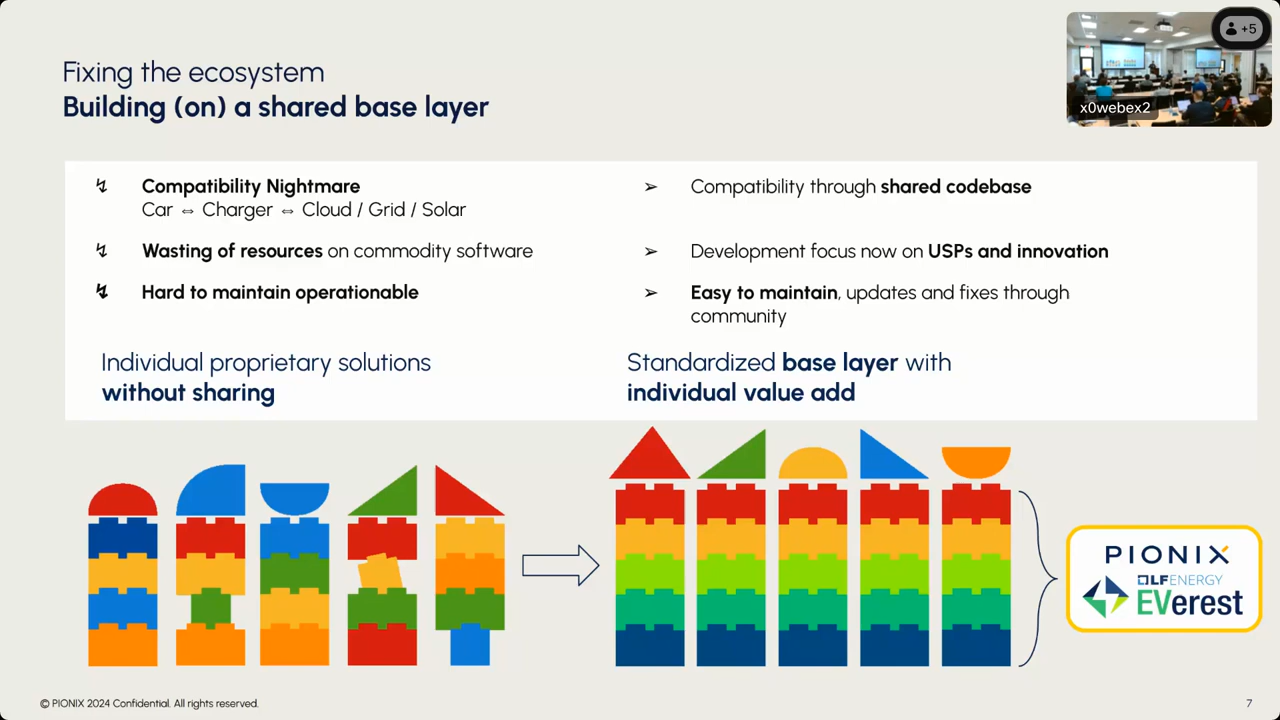 Fixing the ecosystem
Building (on) a shared base layer
+5
x0webex2
↯ Compatibility Nightmare
Car ⇔ Charger ⇔ Cloud / Grid / Solar
↯ Wasting of resources on commodity software
↯ Hard to maintain operationable
Individual proprietary solutions
without sharing
➢ Compatibility through shared codebase
➢ Development focus now on USPs and innovation
➢ Easy to maintain, updates and fixes through
community
Standardized base layer with
individual value add
PIONIX
LFENERGY
EVerest
© PIONIX 2024 Confidential. All rights reserved.
7